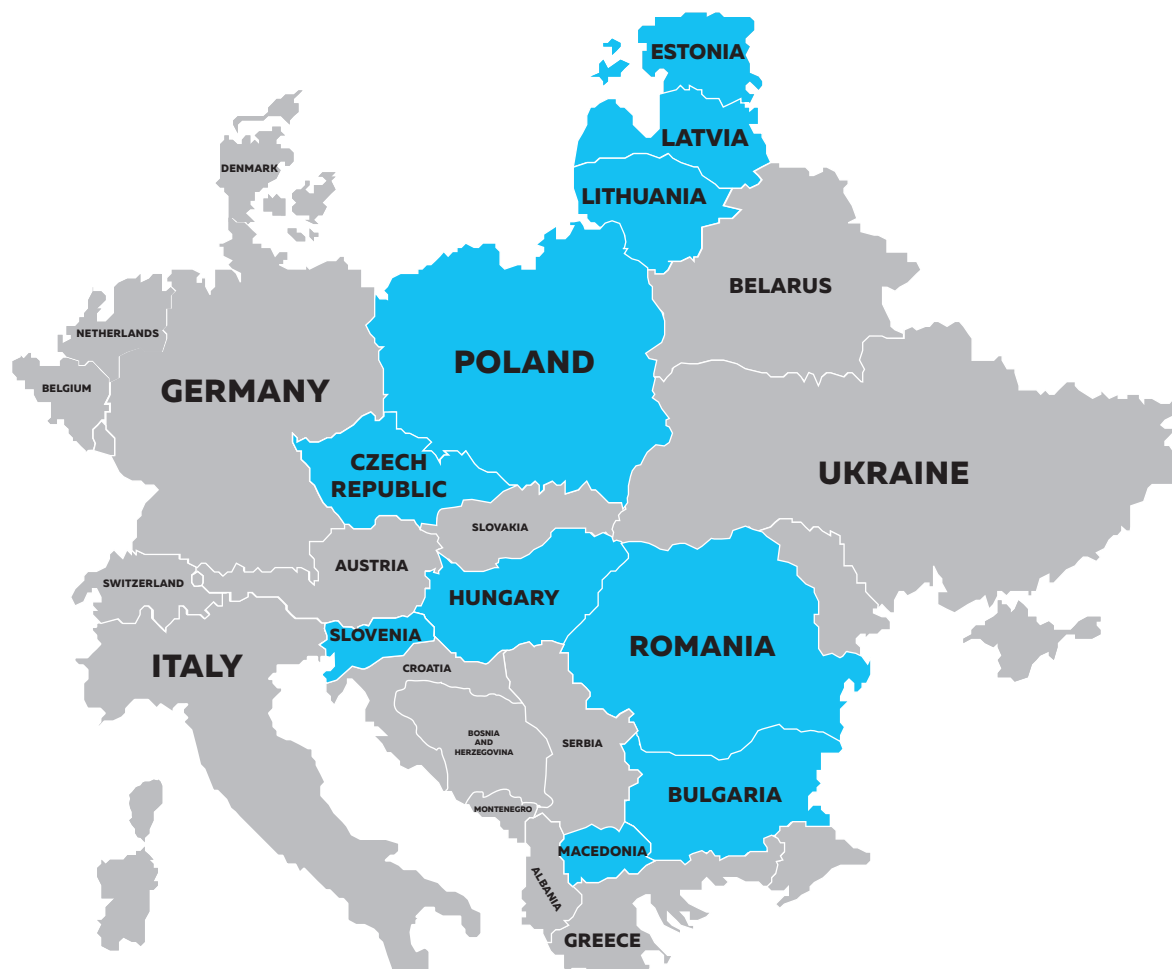 ESTONIA
LATVIA
DENMARK
LITHUANIA
BELARUS
NETHERLANDS
POLAND
BELGIUM
GERMANY
CZECH
REPUBLIC
UKRAINE
SLOVAKIA
AUSTRIA
SWITZERLAND
HUNGARY
SLOVENIA
ROMANIA
ITALY
CROATIA
BOSNIA
AND
HERZEGOVINA
SERBIA
BULGARIA
MONTENEGRO
MACEDONIA
ALBANIA
GREECE